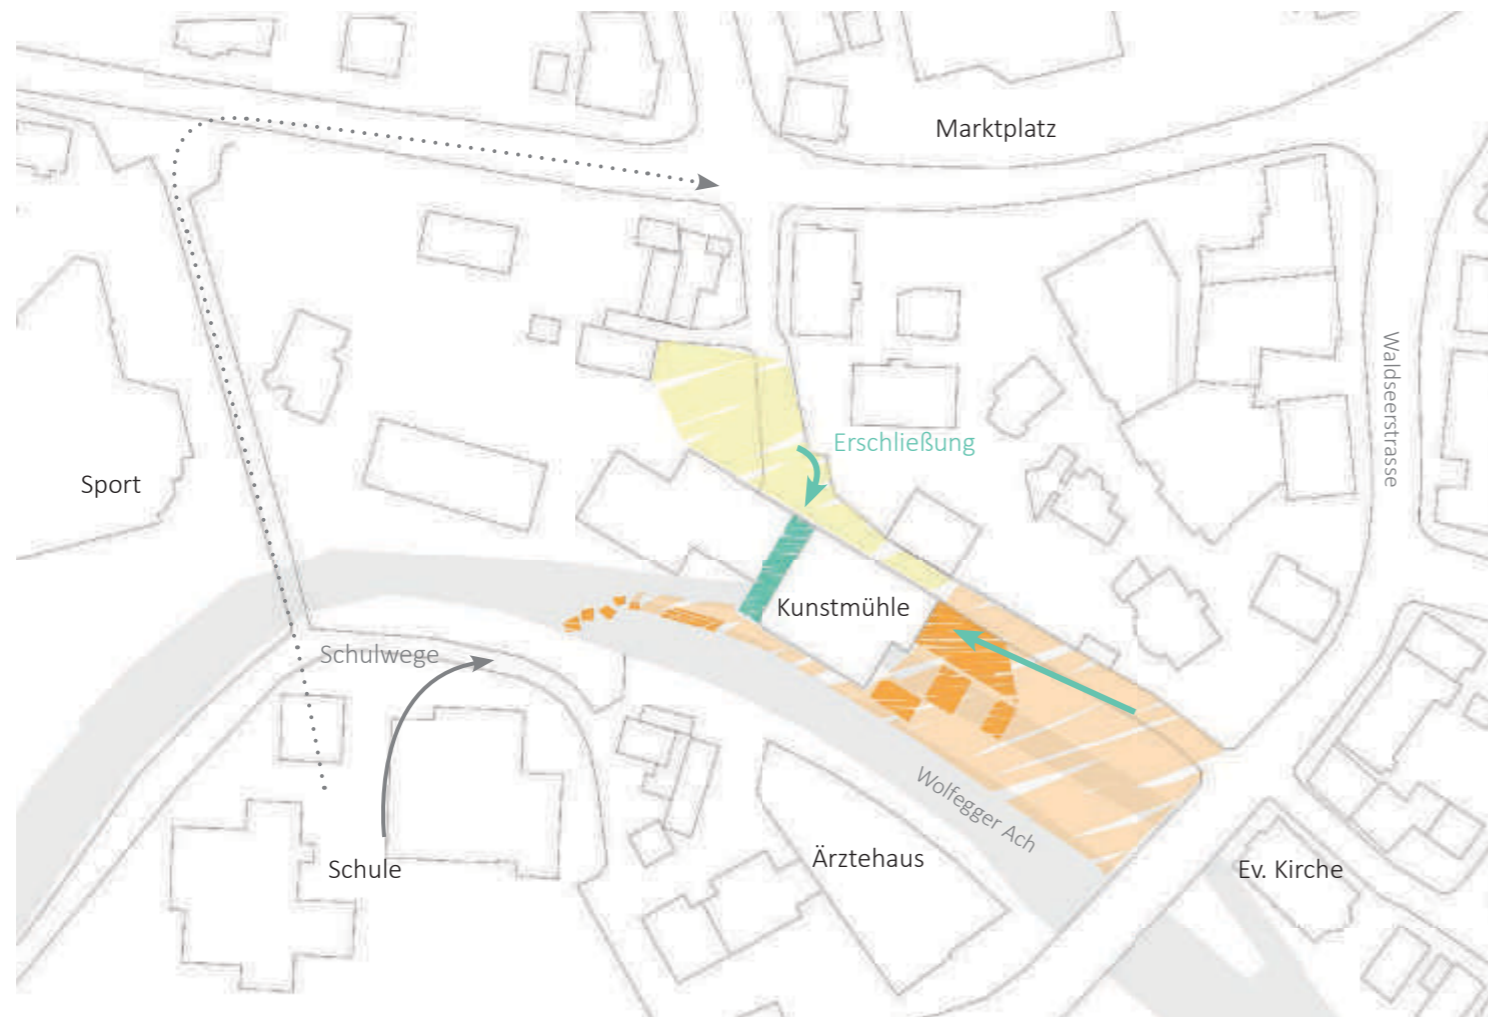 Marktplatz
Waldseerstrasse
Erschließung
Sport
Kunstmühle
Schulwege
Wolfegger Ach
Ärztehaus
Schule
Ev. Kirche